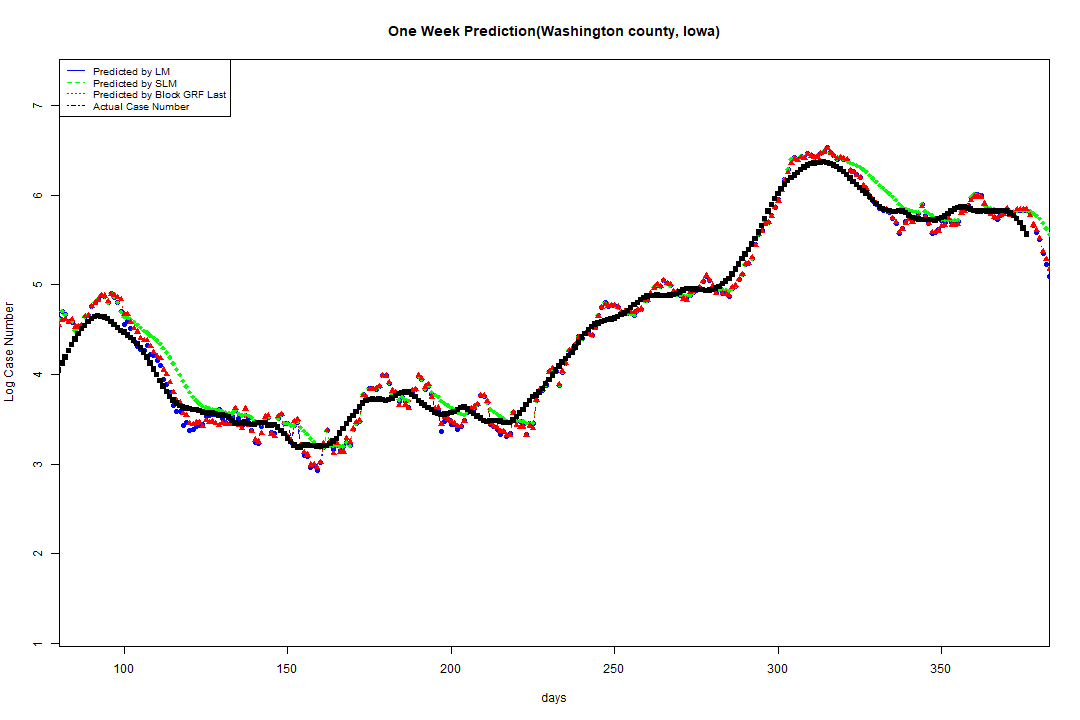 One Week Prediction(Washington county, Iowa)
Predicted by LM
Predicted by SLM
Predicted by Block GRF Last
Actual Case Number
7
6
5
4
3
2
1
Log Case Number
100 150 200 250 300 350
days